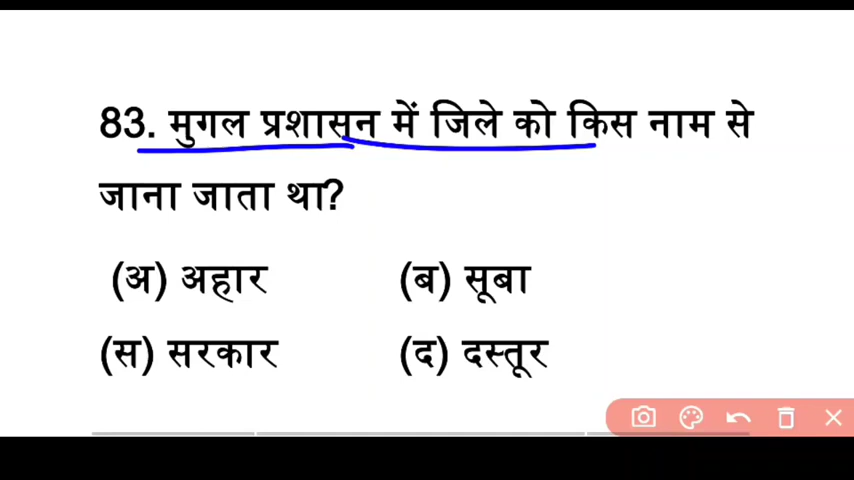 83. मुगल प्रशासन में जिले को किस नाम से
जाना जाता था?
(अ) अहार (ब) सूबा
(स) सरकार (द) दस्तूर